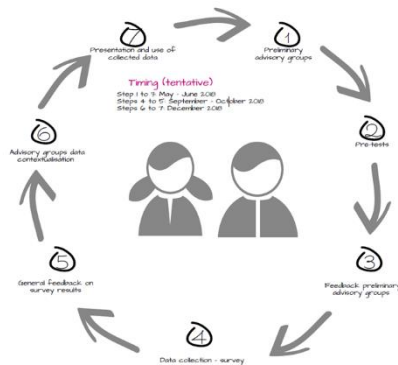 7
Presentation and use of
collected data
1
Preliminary
advisory groups
Timing (tentative)
Step 1 to 3: May - June 2018
Steps 4 to 5: September - October 2018
Steps 6 to 7: December 2018
2
Pre-tests
3
Feedback preliminary
advisory groups
4
Data collection - survey
5
General feedback on
survey results
6
Advisory groups data
contextualisation